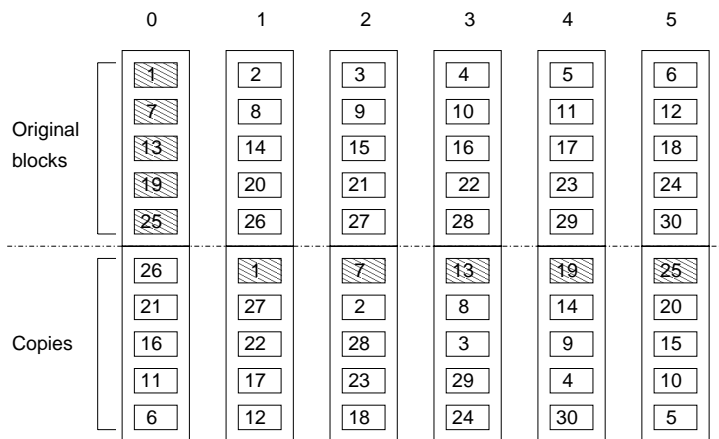 0 1 2 3 4 5
1 2 3 4 5 6
7 8 9 10 11 12
Original
blocks
13 14 15 16 17 18
19 20 21 22 23 24
25 26 27 28 29 30
26 1 7 13 19 25
21 27 2 8 14 20
Copies
16 22 28 3 9 15
11 17 23 29 4 10
6 12 18 24 30 5